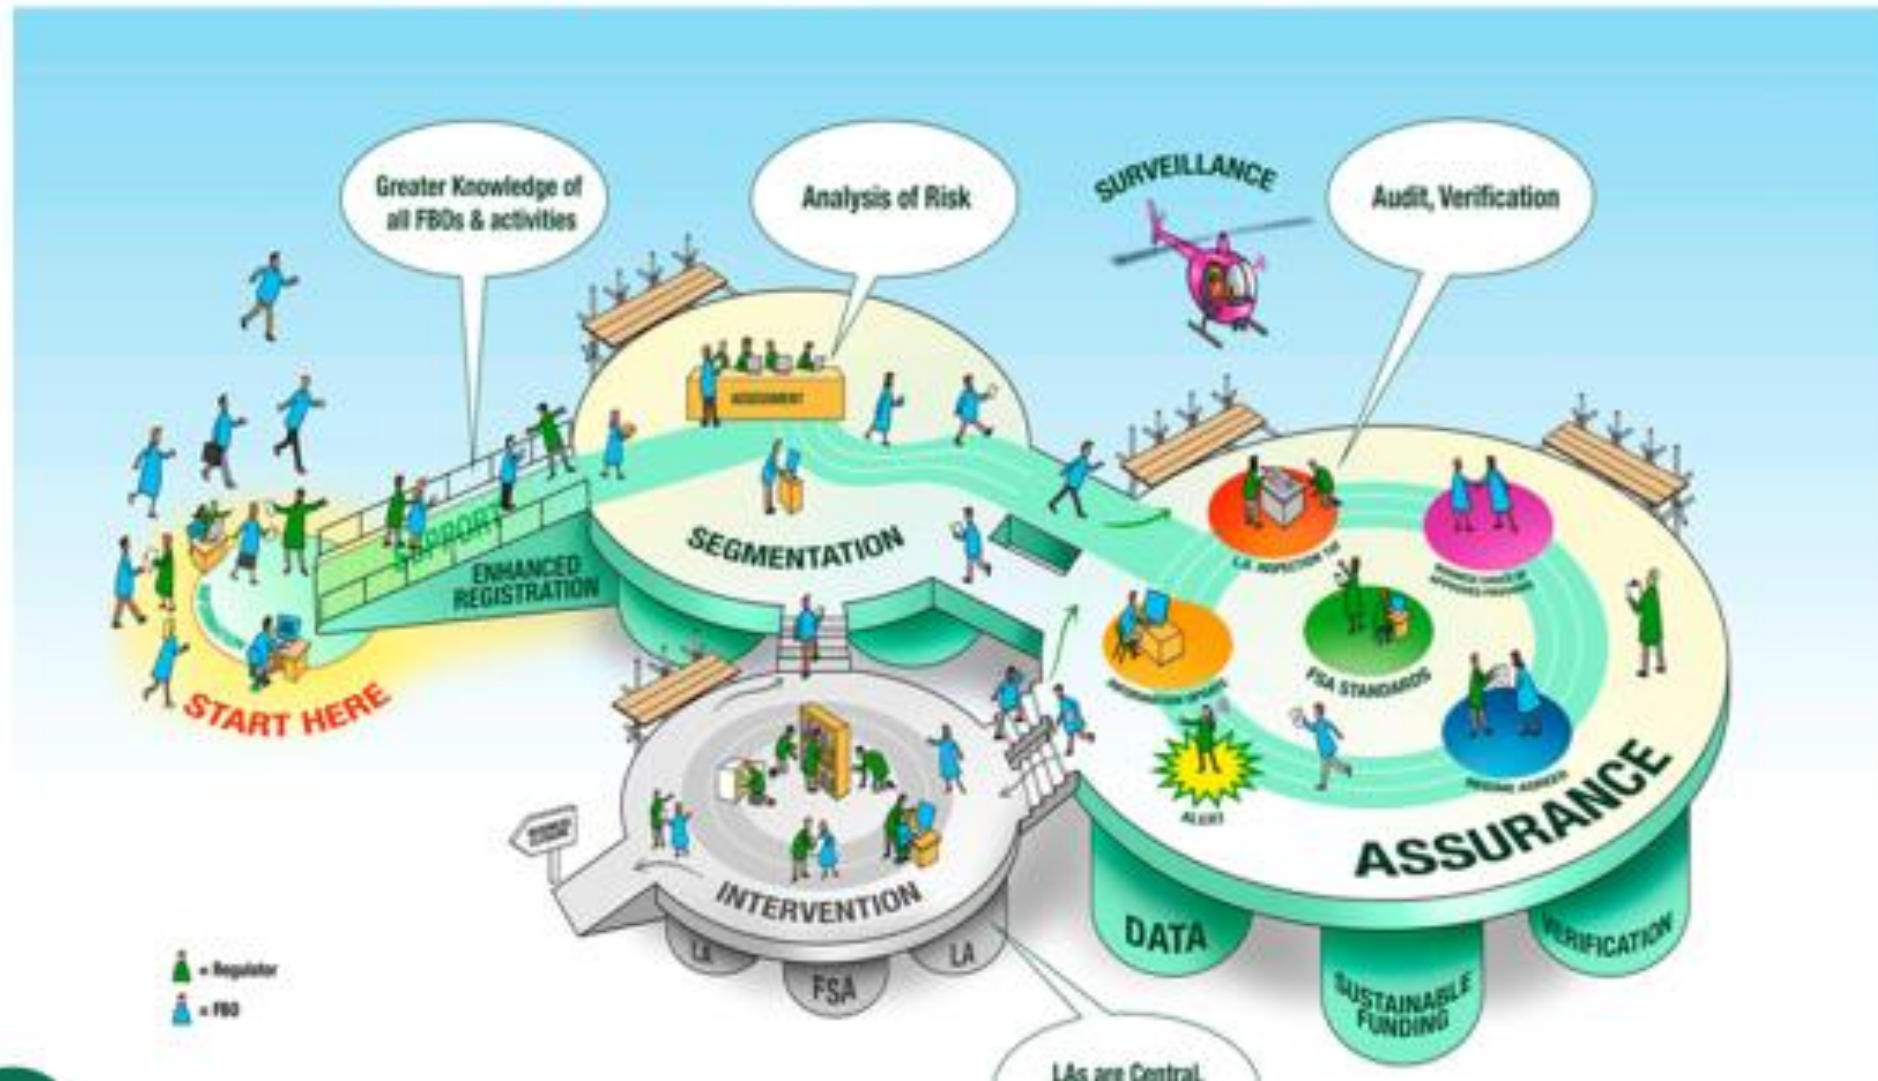 Greater Knowledge of
all FBOs & activities
Analysis of Risk
SURVEILLANCE
Audit, Verification
ASSESSMENT
SUPPORT
ENHANCED
REGISTRATION
SEGMENTATION
START HERE
FSA STANDARDS
ALERT
ASSURANCE
INTERVENTION
LA
FSA
LA
DATA
SUSTAINABLE
FUNDING
VERIFICATION
= Regulator
= FBO
LAs are Central,